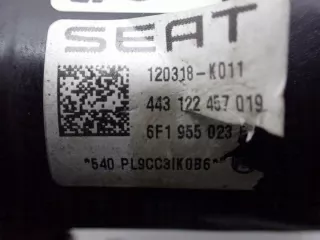 SEAT
120318-K011
443 122 457 019
6F1 955 023
*540 PL9CC3IK0B6*